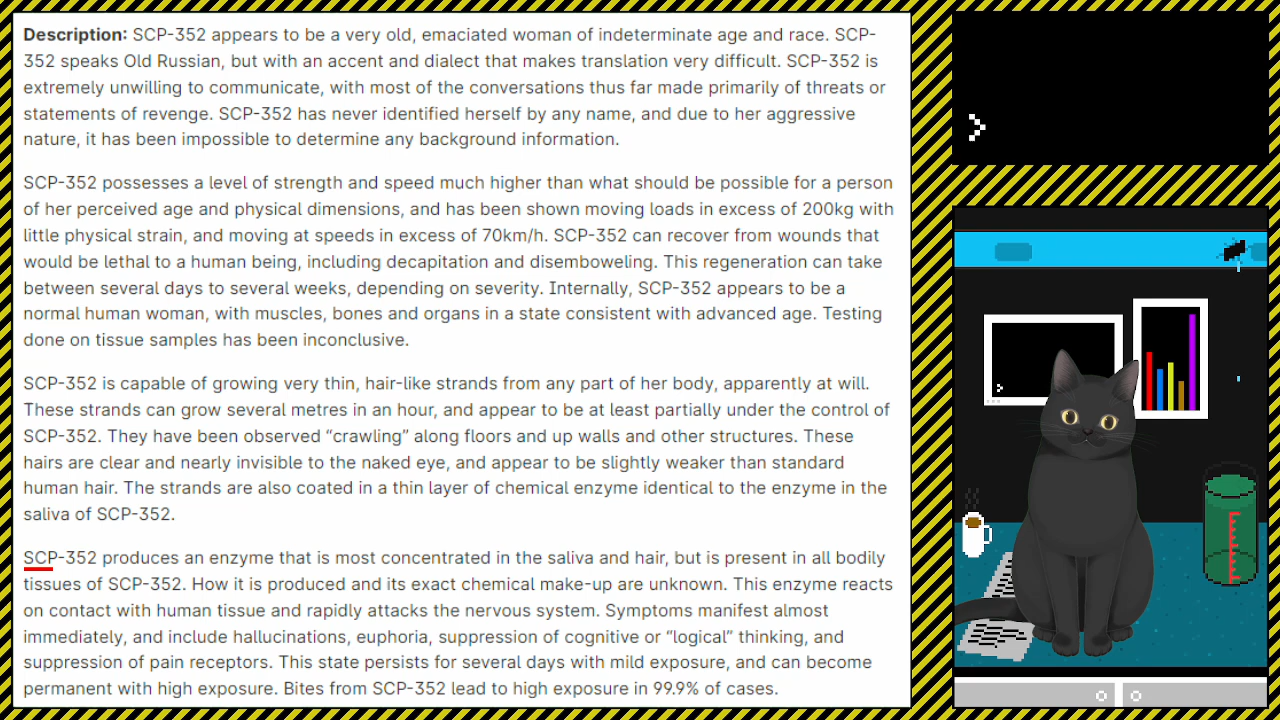 Description: SCP-352 appears to be a very old, emaciated woman of indeterminate age and race. SCP-
352 speaks Old Russian, but with an accent and dialect that makes translation very difficult. SCP-352 is
extremely unwilling to communicate, with most of the conversations thus far made primarily of threats or
statements of revenge. SCP-352 has never identified herself by any name, and due to her aggressive
nature, it has been impossible to determine any background information.
SCP-352 possesses a level of strength and speed much higher than what should be possible for a person
of her perceived age and physical dimensions, and has been shown moving loads in excess of 200kg with
little physical strain, and moving at speeds in excess of 70km/h. SCP-352 can recover from wounds that
would be lethal to a human being, including decapitation and disemboweling. This regeneration can take
between several days to several weeks, depending on severity. Internally, SCP-352 appears to be a
normal human woman, with muscles, bones and organs in a state consistent with advanced age. Testing
done on tissue samples has been inconclusive.
SCP-352 is capable of growing very thin, hair-like strands from any part of her body, apparently at will.
These strands can grow several metres in an hour, and appear to be at least partially under the control of
SCP-352. They have been observed “crawling” along floors and up walls and other structures. These
hairs are clear and nearly invisible to the naked eye, and appear to be slightly weaker than standard
human hair. The strands are also coated in a thin layer of chemical enzyme identical to the enzyme in the
saliva of SCP-352.
SCP-352 produces an enzyme that is most concentrated in the saliva and hair, but is present in all bodily
tissues of SCP-352. How it is produced and its exact chemical make-up are unknown. This enzyme reacts
on contact with human tissue and rapidly attacks the nervous system. Symptoms manifest almost
immediately, and include hallucinations, euphoria, suppression of cognitive or “logical” thinking, and
suppression of pain receptors. This state persists for several days with mild exposure, and can become
permanent with high exposure. Bites from SCP-352 lead to high exposure in 99.9% of cases.
>
>